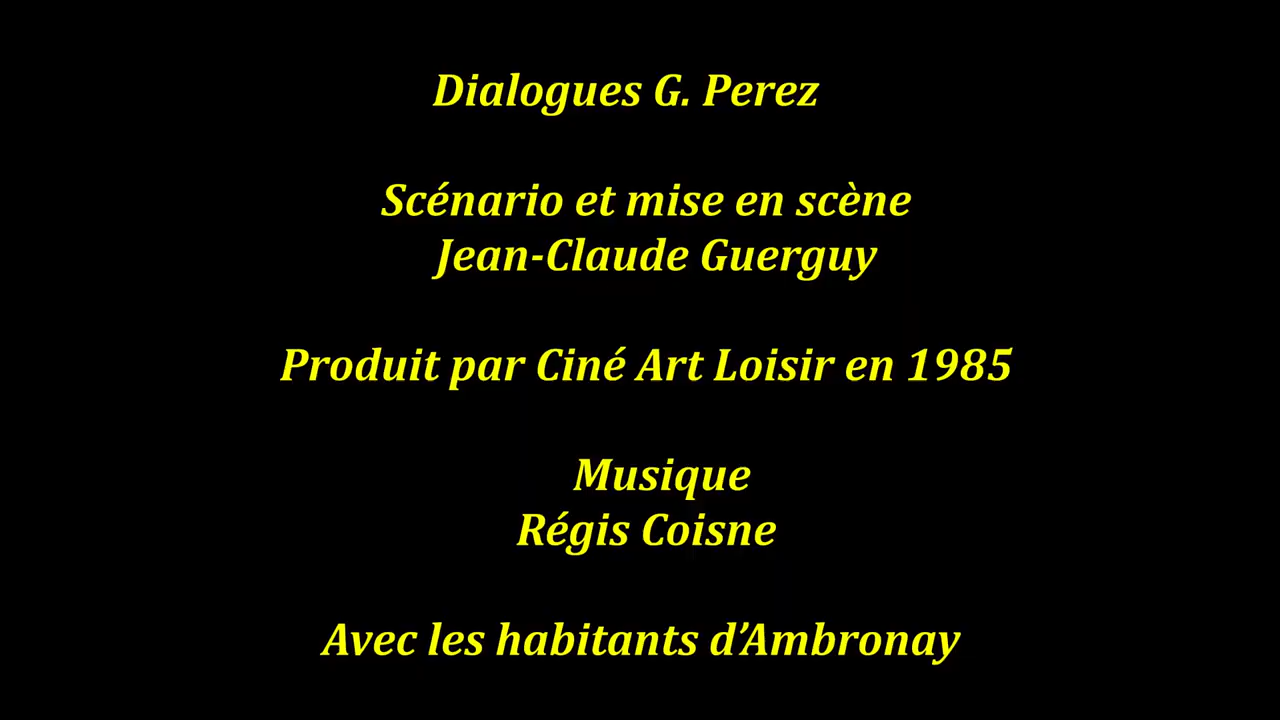 Dialogues G. Perez
Scénario et mise en scène
Jean-Claude Guerguy
Produit par Ciné Art Loisir en 1985
Musique
Régis Coisne
Avec les habitants d’Ambronay